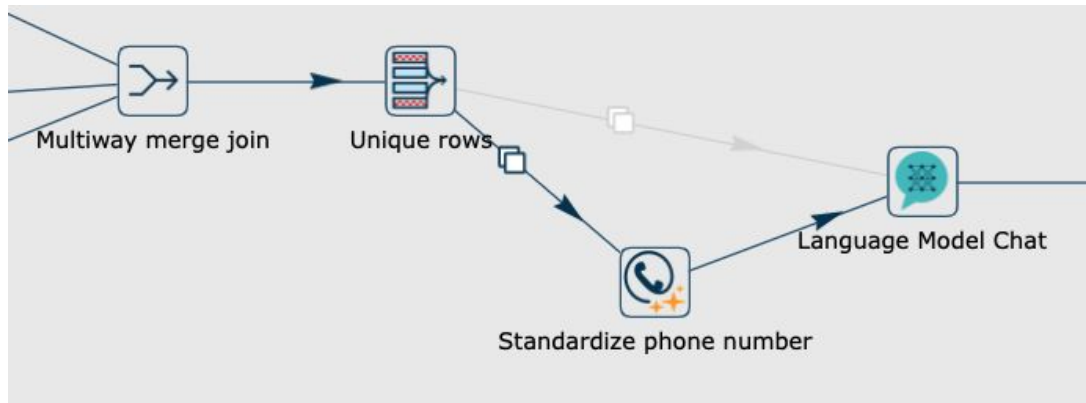 Multiway merge join
Unique rows
Language Model Chat
Standardize phone number